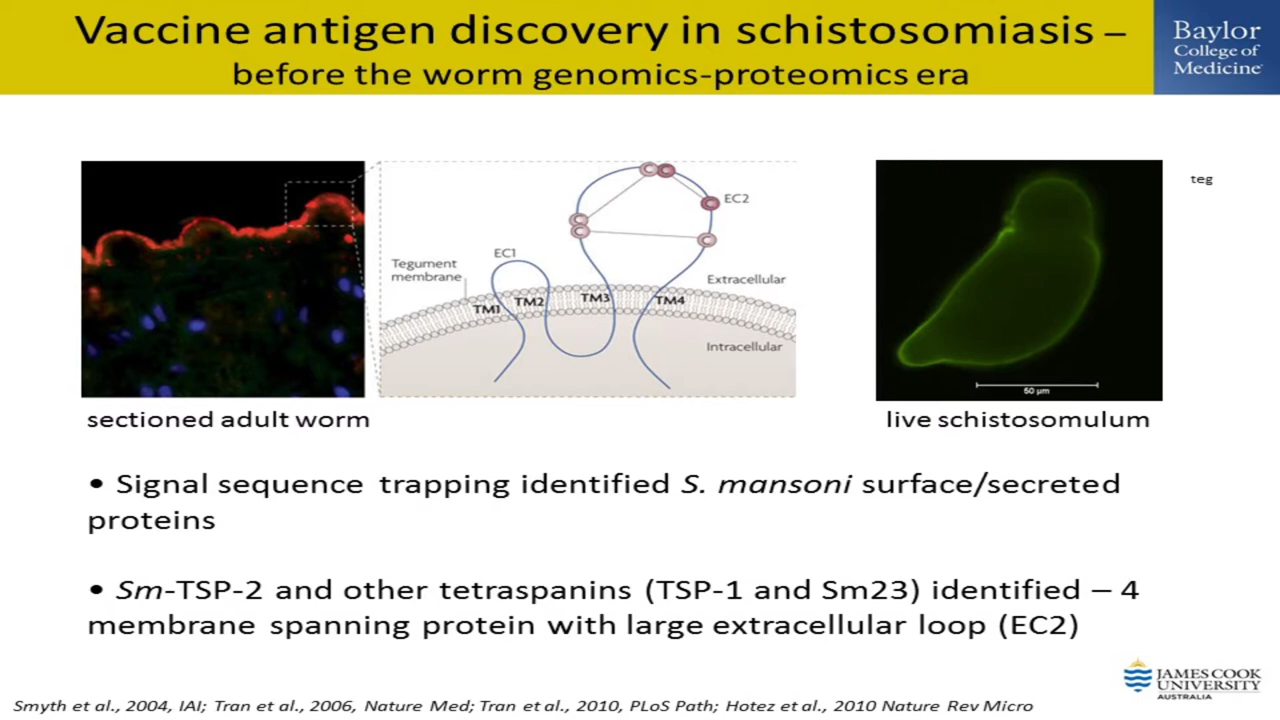 Vaccine antigen discovery in schistosomiasis –
before the worm genomics-proteomics era
Baylor
College of
Medicine
teg
EC2
EC1
Tegument
membrane
Extracellular
TM1
TM2
TM3
TM4
Intracellular
50 µm
sectioned adult worm
live schistosomulum
• Signal sequence trapping identified S. mansoni surface/secreted
proteins
• Sm-TSP-2 and other tetraspanins (TSP-1 and Sm23) identified – 4
membrane spanning protein with large extracellular loop (EC2)
JAMES COOK
UNIVERSITY
AUSTRALIA
Smyth et al., 2004, IAI; Tran et al., 2006, Nature Med; Tran et al., 2010, PLoS Path; Hotez et al., 2010 Nature Rev Micro